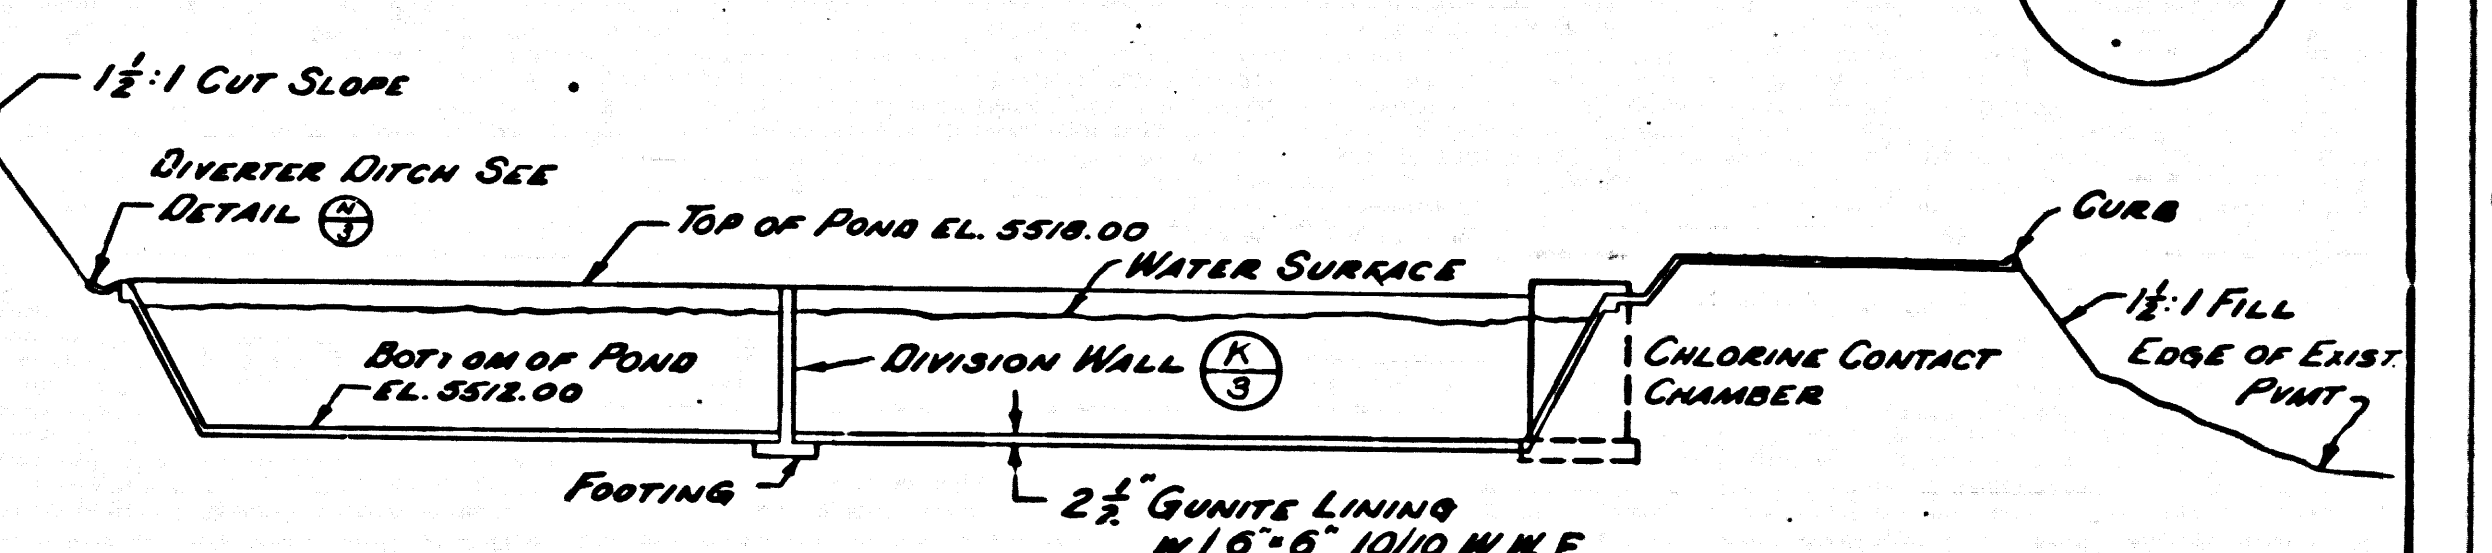 1½:1 CUT SLOPE
DIVERTER DITCH SEE
DETAIL N/3
TOP OF POND EL. 5518.00
WATER SURFACE
CURB
1½:1 FILL
EDGE OF EXIST.
PVMT
BOTTOM OF POND
EL. 5512.00
DIVISION WALL K/3
CHLORINE CONTACT
CHAMBER
FOOTING
2½" GUNITE LINING
W/6"×6" 10/10 W W F